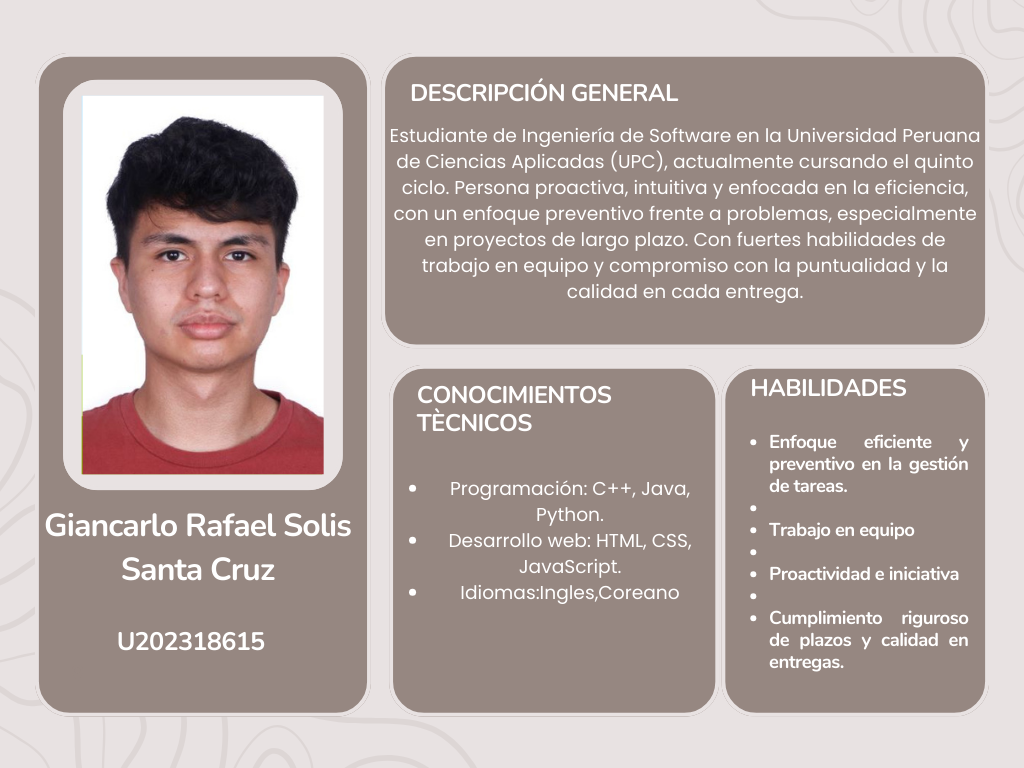 Giancarlo Rafael Solis
Santa Cruz
U202318615
DESCRIPCIÓN GENERAL
Estudiante de Ingeniería de Software en la Universidad Peruana
de Ciencias Aplicadas (UPC), actualmente cursando el quinto
ciclo. Persona proactiva, intuitiva y enfocada en la eficiencia,
con un enfoque preventivo frente a problemas, especialmente
en proyectos de largo plazo. Con fuertes habilidades de
trabajo en equipo y compromiso con la puntualidad y la
calidad en cada entrega.
CONOCIMIENTOS
TÈCNICOS
• Programación: C++, Java,
Python.
• Desarrollo web: HTML, CSS,
JavaScript.
• Idiomas:Ingles,Coreano
HABILIDADES
• Enfoque eficiente y
preventivo en la gestión
de tareas.
•
• Trabajo en equipo
•
• Proactividad e iniciativa
•
• Cumplimiento riguroso
de plazos y calidad en
entregas.